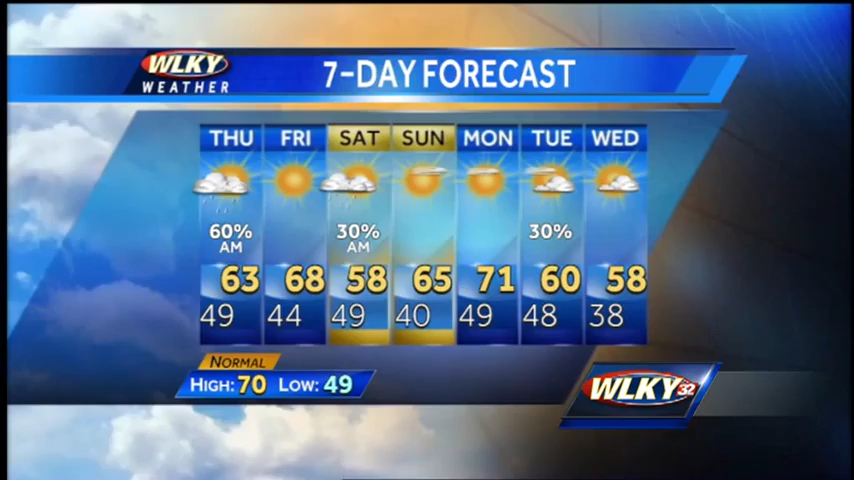 WLKY
WEATHER
7-DAY FORECAST
THU FRI SAT SUN MON TUE WED
60% 30% 30%
AM AM
63 68 58 65 71 60 58
49 44 49 40 49 48 38
NORMAL
HIGH: 70 LOW: 49
WLKY 32